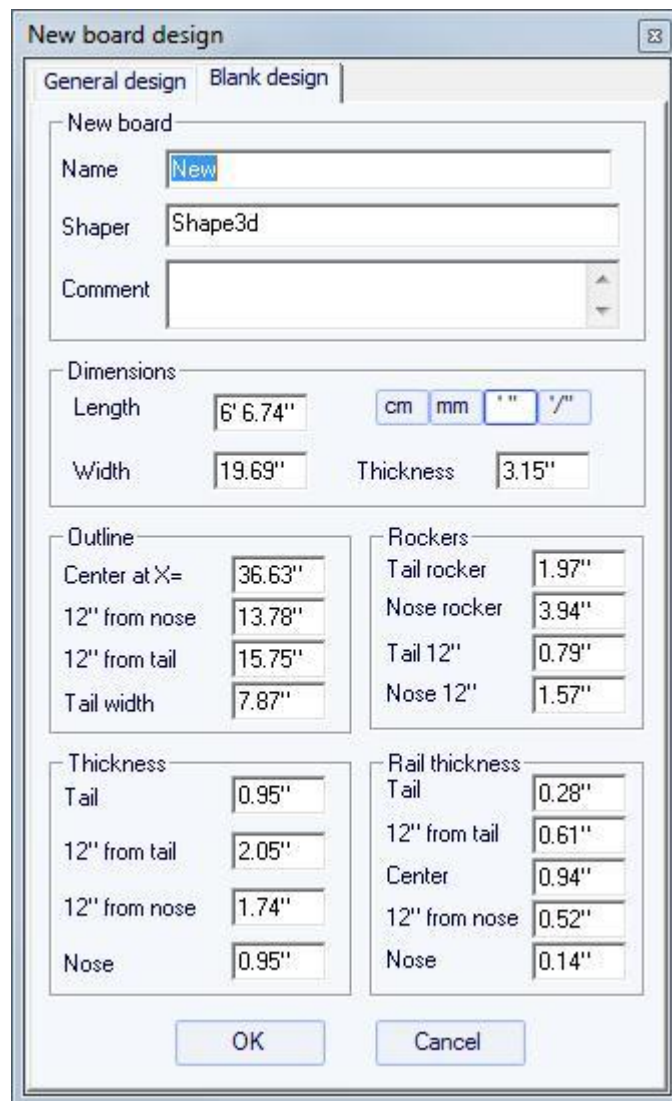 New board design
General design Blank design
New board
Name New
Shaper Shape3d
Comment
Dimensions
Length 6' 6.74" cm mm ' " '/"
Width 19.69" Thickness 3.15"
Outline
Center at X= 36.63"
12" from nose 13.78"
12" from tail 15.75"
Tail width 7.87"
Rockers
Tail rocker 1.97"
Nose rocker 3.94"
Tail 12" 0.79"
Nose 12" 1.57"
Thickness
Tail 0.95"
12" from tail 2.05"
12" from nose 1.74"
Nose 0.95"
Rail thickness
Tail 0.28"
12" from tail 0.61"
Center 0.94"
12" from nose 0.52"
Nose 0.14"
OK Cancel